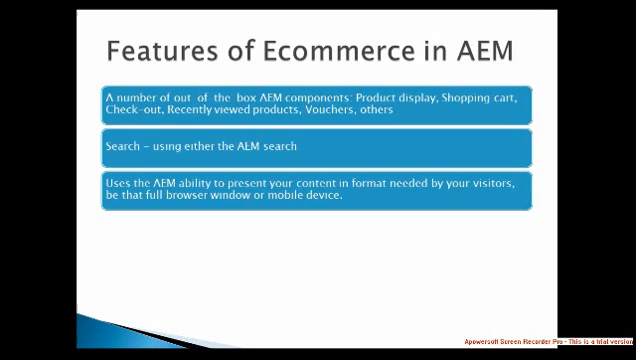 Features of Ecommerce in AEM
A number of out of the box AEM components: Product display, Shopping cart,
Check-out, Recently viewed products, Vouchers, others
Search - using either the AEM search
Uses the AEM ability to present your content in format needed by your visitors,
be that full browser window or mobile device.
Apowersoft Screen Recorder Pro - This is a trial version